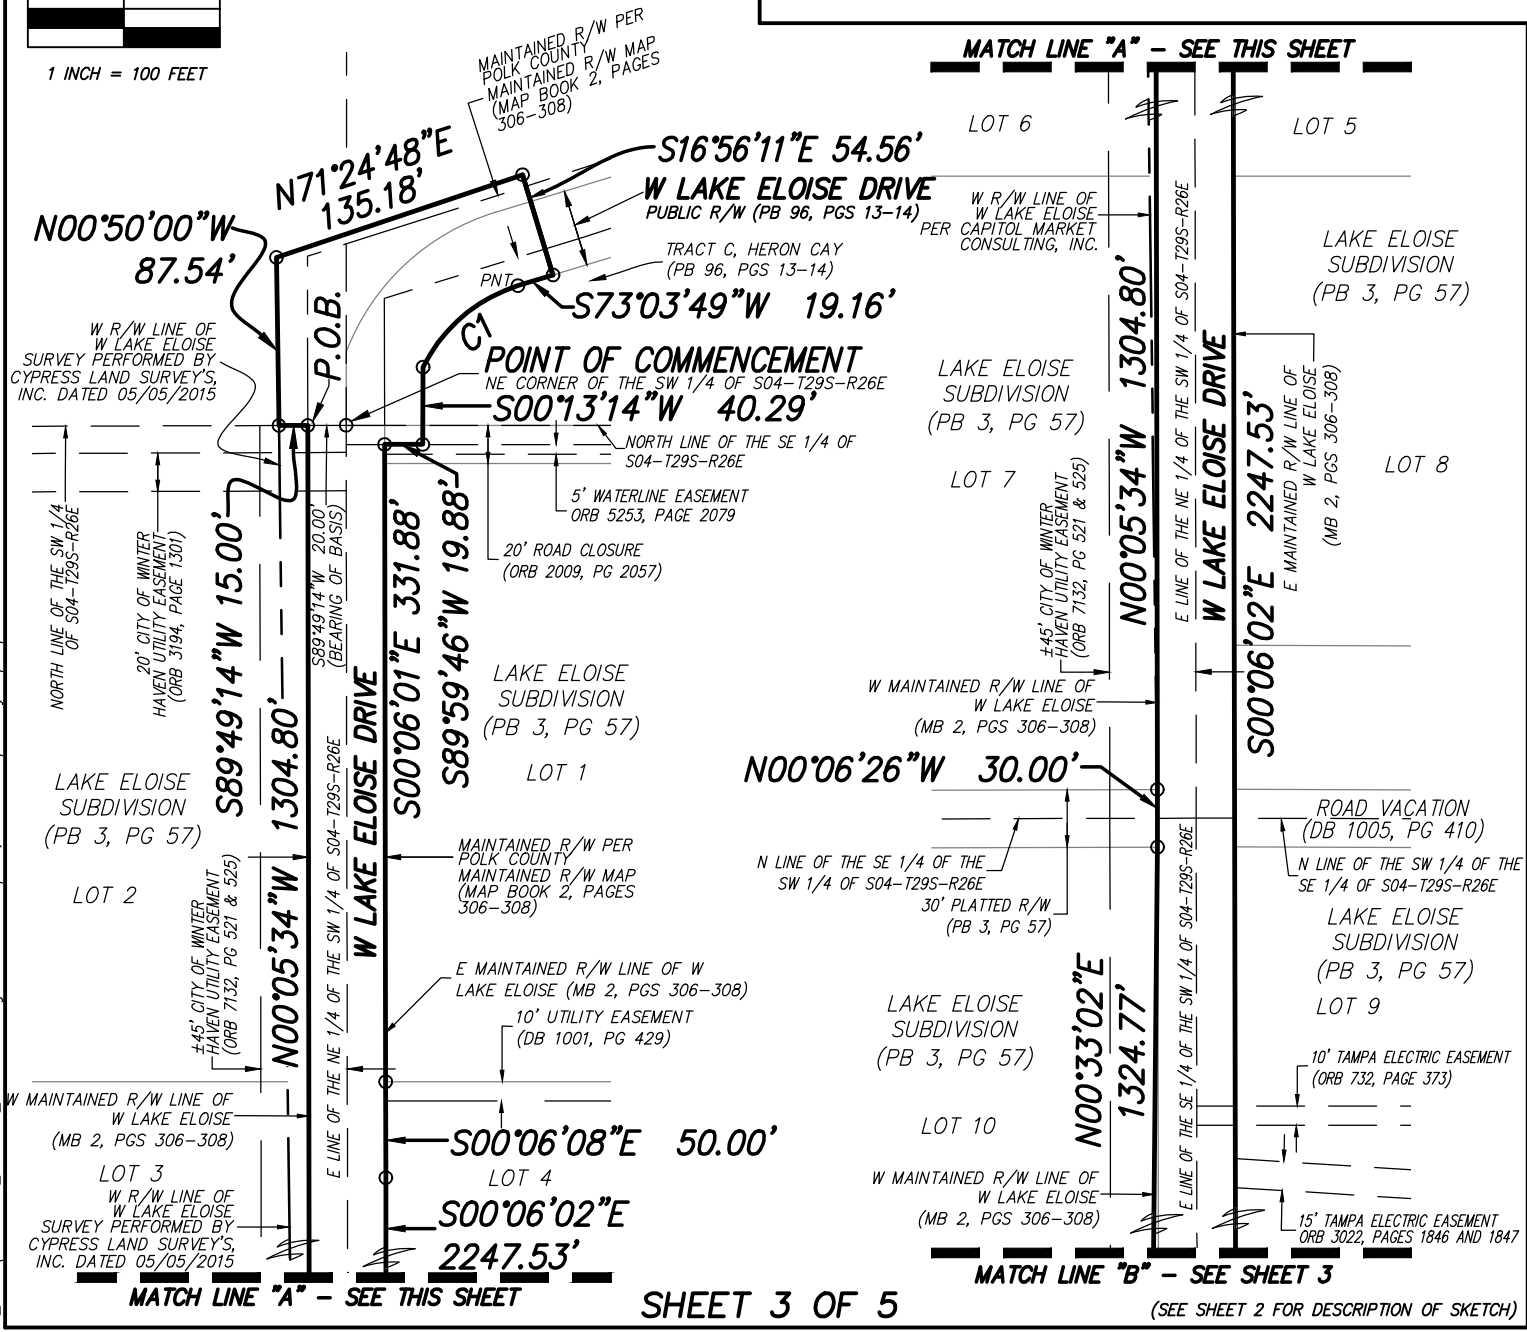 1 INCH = 100 FEET
MAINTAINED R/W PER
POLK COUNTY
MAINTAINED R/W MAP
(MAP BOOK 2, PAGES
306-308)
N71°24'48"E
135.18'
S16°56'11"E 54.56'
W LAKE ELOISE DRIVE
PUBLIC R/W (PB 96, PGS 13-14)
N00°50'00"W
87.54'
TRACT C, HERON CAY
(PB 96, PGS 13-14)
PNT
S73°03'49"W 19.16'
P.O.B.
C1
W R/W LINE OF
W LAKE ELOISE
SURVEY PERFORMED BY
CYPRESS LAND SURVEY'S,
INC. DATED 05/05/2015
POINT OF COMMENCEMENT
NE CORNER OF THE SW 1/4 OF S04-T29S-R26E
S00°13'14"W 40.29'
NORTH LINE OF THE SE 1/4 OF
S04-T29S-R26E
5' WATERLINE EASEMENT
ORB 5253, PAGE 2079
20' ROAD CLOSURE
(ORB 2009, PG 2057)
NORTH LINE OF THE SW 1/4
OF S04-T29S-R26E
20' CITY OF WINTER
HAVEN UTILITY EASEMENT
(ORB 3194, PAGE 1301)
S89°49'14"W 15.00'
N00°05'34"W 1304.80'
S89°49'14"W 20.00'
(BEARING OF BASIS)
E LINE OF THE NE 1/4 OF THE SW 1/4 OF S04-T29S-R26E
W LAKE ELOISE DRIVE
S00°06'01"E 331.88'
S89°59'46"W 19.88'
LAKE ELOISE
SUBDIVISION
(PB 3, PG 57)
LOT 1
LAKE ELOISE
SUBDIVISION
(PB 3, PG 57)
LOT 2
±45' CITY OF WINTER
HAVEN UTILITY EASEMENT
(ORB 7132, PG 521 & 525)
MAINTAINED R/W PER
POLK COUNTY
MAINTAINED R/W MAP
(MAP BOOK 2, PAGES
306-308)
E MAINTAINED R/W LINE OF W
LAKE ELOISE (MB 2, PGS 306-308)
10' UTILITY EASEMENT
(DB 1001, PG 429)
W MAINTAINED R/W LINE OF
W LAKE ELOISE
(MB 2, PGS 306-308)
S00°06'08"E 50.00'
LOT 3
LOT 4
W R/W LINE OF
W LAKE ELOISE
SURVEY PERFORMED BY
CYPRESS LAND SURVEY'S,
INC. DATED 05/05/2015
S00°06'02"E
2247.53'
MATCH LINE "A" - SEE THIS SHEET
MATCH LINE "A" - SEE THIS SHEET
LOT 6
LOT 5
W R/W LINE OF
W LAKE ELOISE
PER CAPITOL MARKET
CONSULTING, INC.
LAKE ELOISE
SUBDIVISION
(PB 3, PG 57)
LAKE ELOISE
SUBDIVISION
(PB 3, PG 57)
LOT 7
LOT 8
N00°05'34"W 1304.80'
E LINE OF THE NE 1/4 OF THE SW 1/4 OF S04-T29S-R26E
W LAKE ELOISE DRIVE
S00°06'02"E 2247.53'
E MAINTAINED R/W LINE OF
W LAKE ELOISE
(MB 2, PGS 306-308)
±45' CITY OF WINTER
HAVEN UTILITY EASEMENT
(ORB 7132, PG 521 & 525)
W MAINTAINED R/W LINE OF
W LAKE ELOISE
(MB 2, PGS 306-308)
N00°06'26"W 30.00'
ROAD VACATION
(DB 1005, PG 410)
N LINE OF THE SE 1/4 OF THE
SW 1/4 OF S04-T29S-R26E
N LINE OF THE SW 1/4 OF THE
SE 1/4 OF S04-T29S-R26E
30' PLATTED R/W
(PB 3, PG 57)
LAKE ELOISE
SUBDIVISION
(PB 3, PG 57)
LOT 9
LAKE ELOISE
SUBDIVISION
(PB 3, PG 57)
LOT 10
N00°33'02"E
1324.77'
E LINE OF THE SE 1/4 OF THE SW 1/4 OF S04-T29S-R26E
10' TAMPA ELECTRIC EASEMENT
(ORB 732, PAGE 373)
W MAINTAINED R/W LINE OF
W LAKE ELOISE
(MB 2, PGS 306-308)
15' TAMPA ELECTRIC EASEMENT
ORB 3022, PAGES 1846 AND 1847
MATCH LINE "B" - SEE SHEET 3
SHEET 3 OF 5
(SEE SHEET 2 FOR DESCRIPTION OF SKETCH)